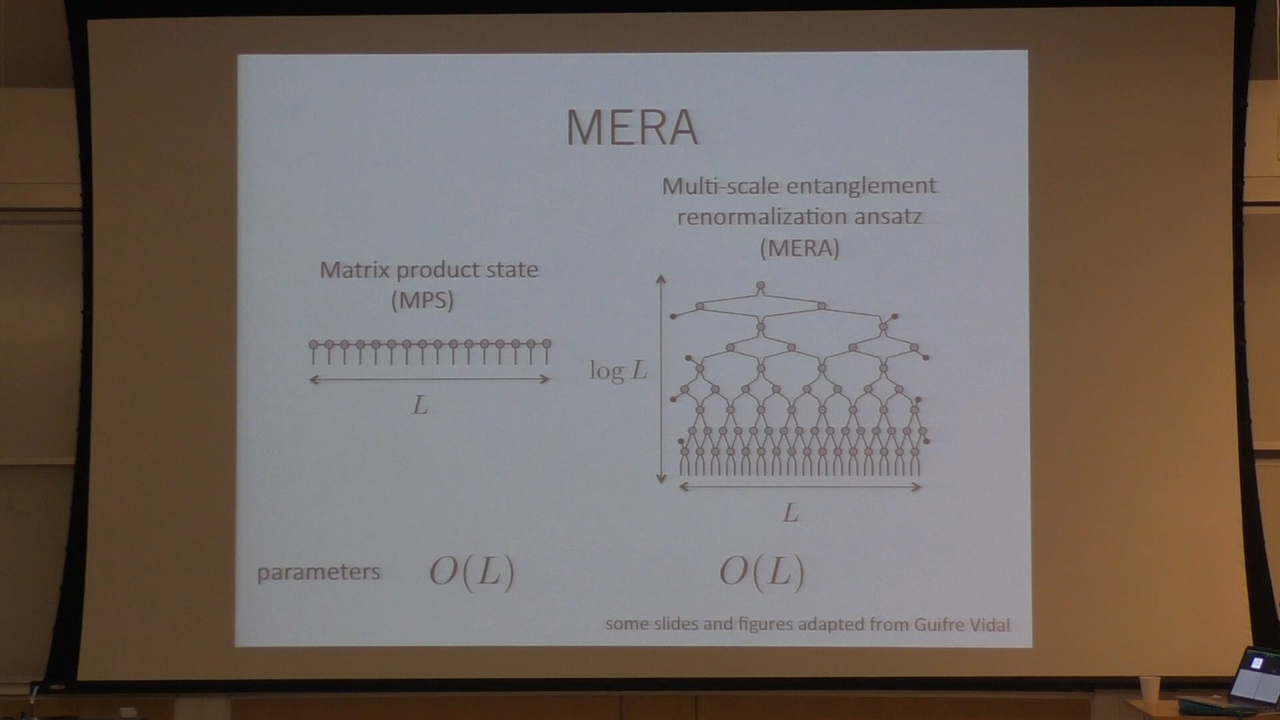 MERA
Multi-scale entanglement
renormalization ansatz
(MERA)
Matrix product state
(MPS)
log L
L
L
parameters O(L) O(L)
some slides and figures adapted from Guifre Vidal